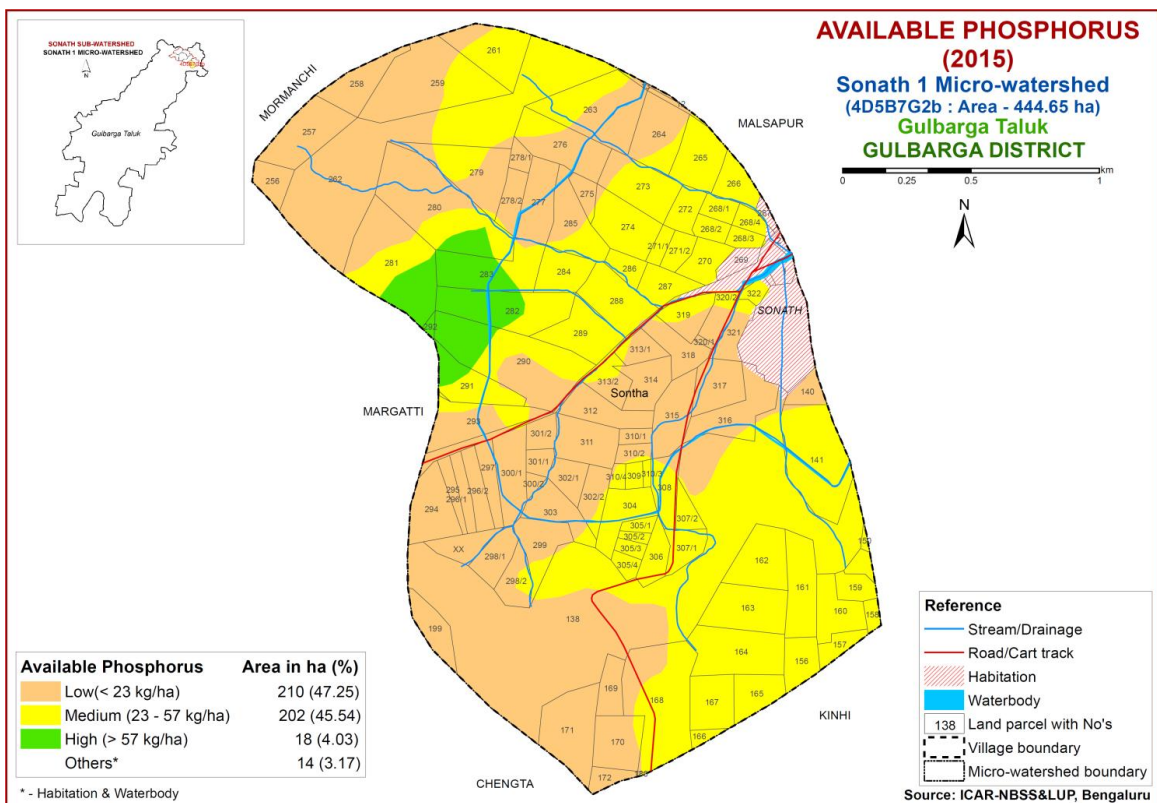 SONATH SUB-WATERSHED
SONATH 1 MICRO-WATERSHED
N
Gulbarga Taluk
AVAILABLE PHOSPHORUS
(2015)
Sonath 1 Micro-watershed
(4D5B7G2b : Area - 444.65 ha)
Gulbarga Taluk
GULBARGA DISTRICT
km
0 0.25 0.5 1
N
MORMANCHI
MALSAPUR
MARGATTI
CHENGTA
KINHI
SONATH
Sontha
261
258 259
263
257 264
276
278/1 265
256 262 279 266
273
278/2 277 275
280 272 268/1 267
285 274 268/4
268/2
268/3
271/1 271/2
281 270 269
283 284 286
287
288 320/2 322
282 319
292 321
289 320/1
313/1 318
290
313/2 314 317
291 140
312 315
293 316
301/2 310/1
311
310/2 141
297 301/1
300/1 302/1 310/4 309 310/3
295 296/2 300/2 308
296/1 302/2
294 304
303 307/2
305/1
305/2
299 305/3 306 307/1 150
XX 298/1 305/4 162
298/2 161 159
163 160 158
199 138
157
164
156
169 168 165
167
171 170
166
172
Available Phosphorus Area in ha (%)
Low(< 23 kg/ha) 210 (47.25)
Medium (23 - 57 kg/ha) 202 (45.54)
High (> 57 kg/ha) 18 (4.03)
Others* 14 (3.17)
* - Habitation & Waterbody
Reference
Stream/Drainage
Road/Cart track
Habitation
Waterbody
138 Land parcel with No's
Village boundary
Micro-watershed boundary
Source: ICAR-NBSS&LUP, Bengaluru